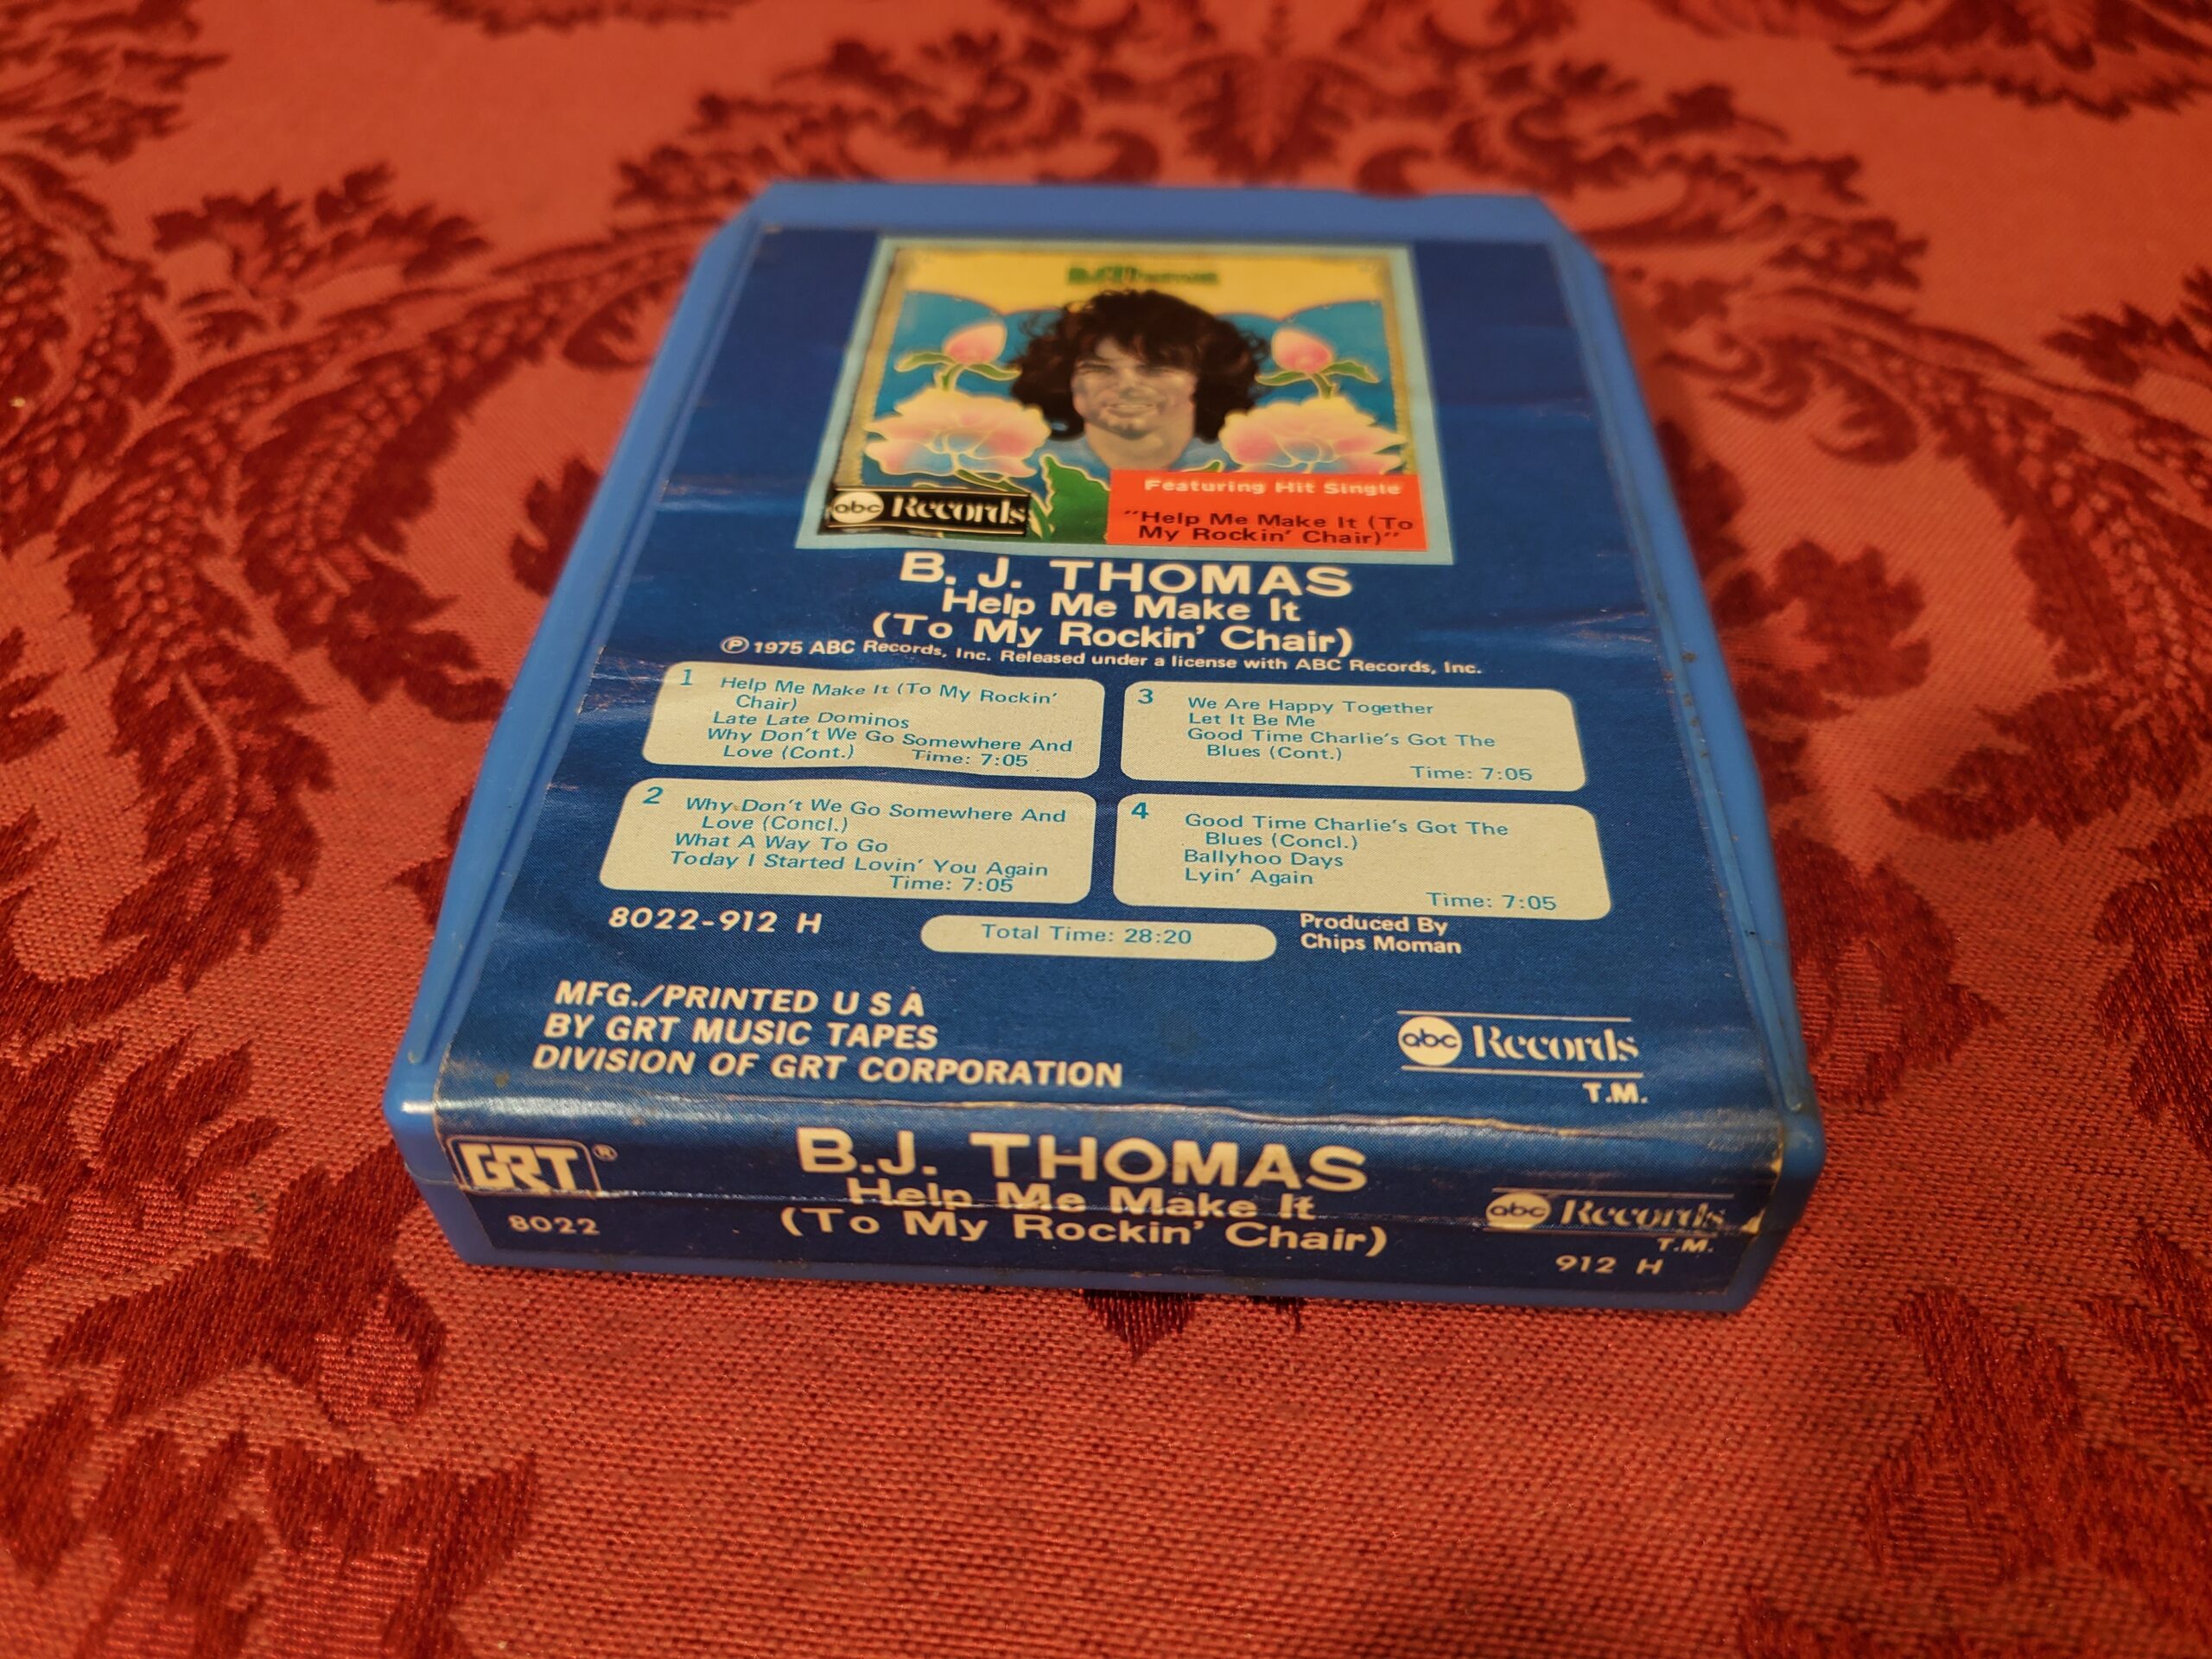 B.J. Thomas
abc Records
Featuring Hit Single
"Help Me Make It (To
My Rockin' Chair)"
B. J. THOMAS
Help Me Make It
(To My Rockin' Chair)
Ⓟ 1975 ABC Records, Inc. Released under a license with ABC Records, Inc.
1 Help Me Make It (To My Rockin'
Chair)
Late Late Dominos
Why Don't We Go Somewhere And
Love (Cont.) Time: 7:05
2 Why Don't We Go Somewhere And
Love (Concl.)
What A Way To Go
Today I Started Lovin' You Again
Time: 7:05
3 We Are Happy Together
Let It Be Me
Good Time Charlie's Got The
Blues (Cont.)
Time: 7:05
4 Good Time Charlie's Got The
Blues (Concl.)
Ballyhoo Days
Lyin' Again
Time: 7:05
8022-912 H
Total Time: 28:20
Produced By
Chips Moman
MFG./PRINTED U S A
BY GRT MUSIC TAPES
DIVISION OF GRT CORPORATION
abc Records
T.M.
GRT®
8022
B.J. THOMAS
Help Me Make It
(To My Rockin' Chair)
abc Records
T.M.
912 H